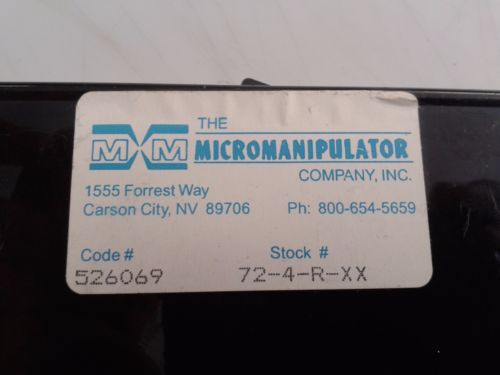 THE
MXM MICROMANIPULATOR
COMPANY, INC.
1555 Forrest Way
Carson City, NV 89706 Ph: 800-654-5659
Code # Stock #
526069 72-4-R-XX